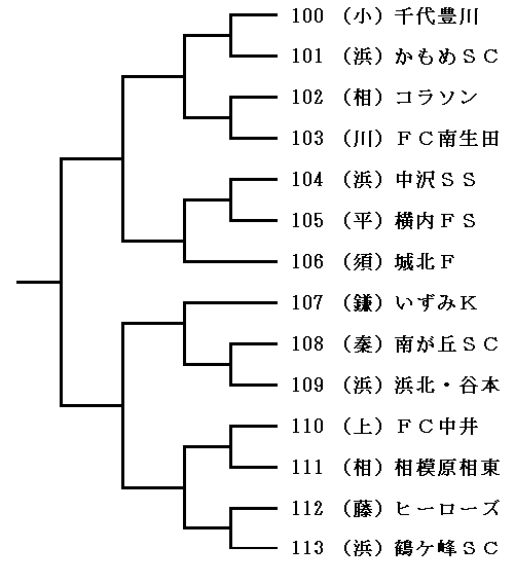 100 （小）千代豊川
101 （浜）かもめＳＣ
102 （相）コラソン
103 （川）ＦＣ南生田
104 （浜）中沢ＳＳ
105 （平）横内ＦＳ
106 （須）城北Ｆ
107 （鎌）いずみＫ
108 （秦）南が丘ＳＣ
109 （浜）浜北・谷本
110 （上）ＦＣ中井
111 （相）相模原相東
112 （藤）ヒーローズ
113 （浜）鶴ケ峰ＳＣ